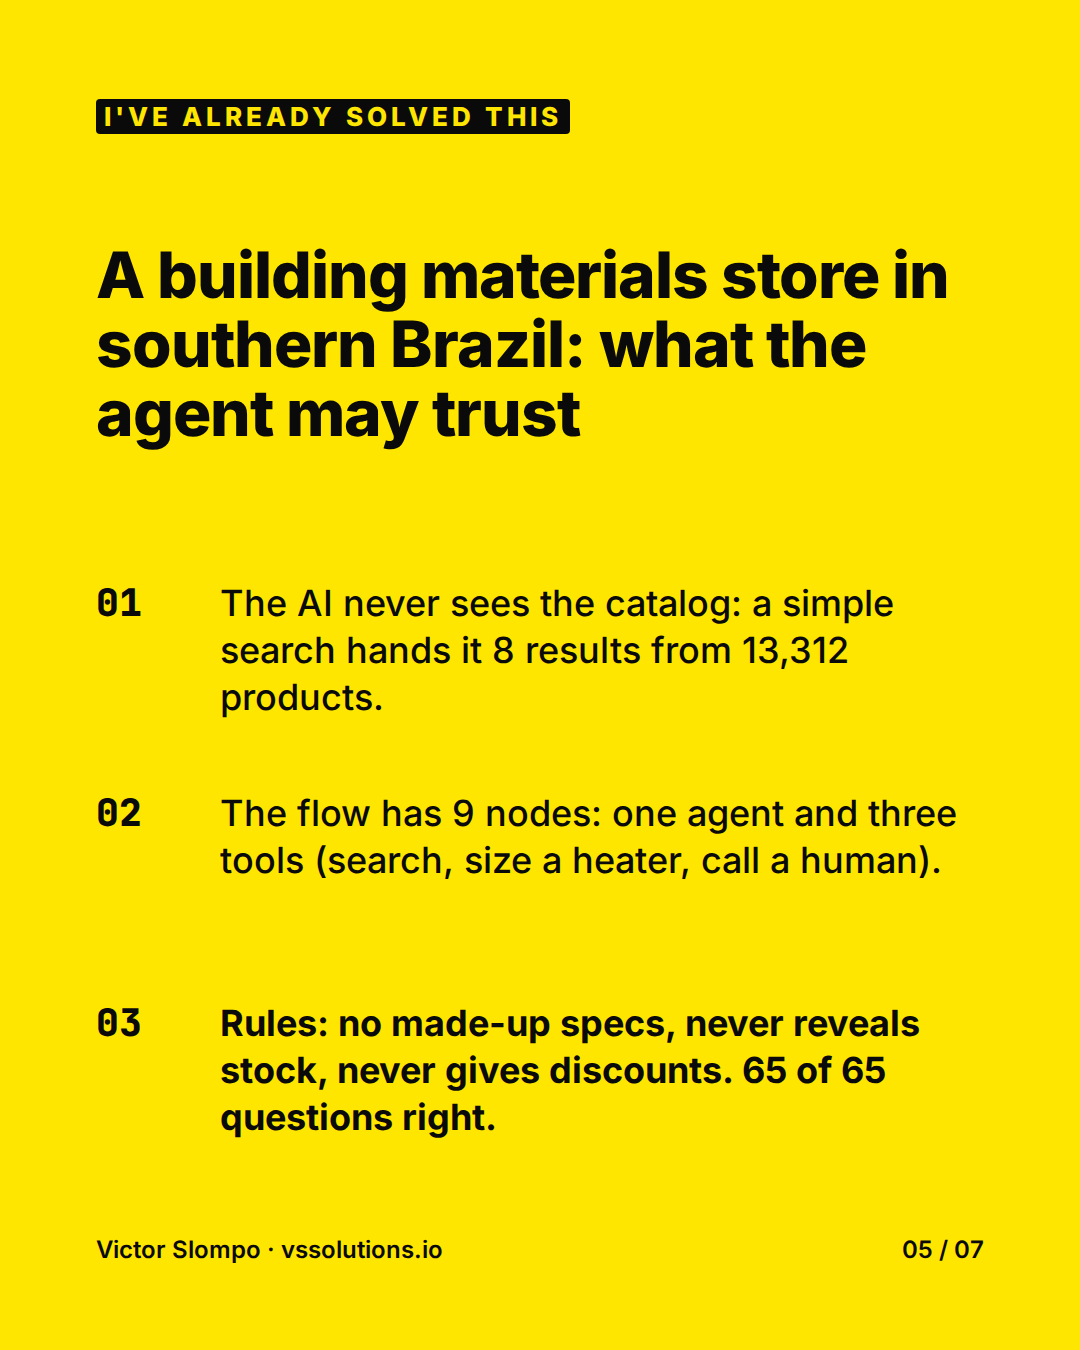 I'VE ALREADY SOLVED THIS
A building materials store in
southern Brazil: what the
agent may trust
01 The AI never sees the catalog: a simple
search hands it 8 results from 13,312
products.
02 The flow has 9 nodes: one agent and three
tools (search, size a heater, call a human).
03 Rules: no made-up specs, never reveals
stock, never gives discounts. 65 of 65
questions right.
Victor Slompo · vssolutions.io 05 / 07